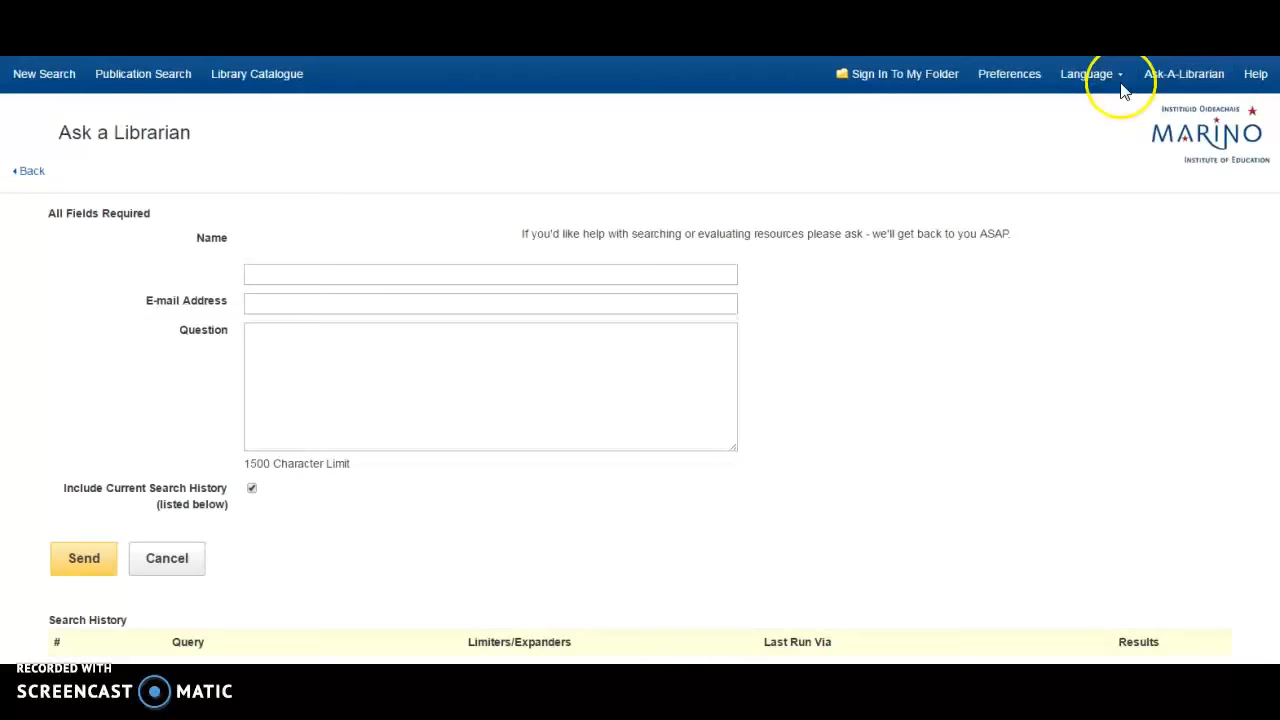 New Search Publication Search Library Catalogue Sign In To My Folder Preferences Language Ask-A-Librarian Help
INSTITIÚID OIDEACHAIS
MARINO
INSTITUTE OF EDUCATION
Ask a Librarian
Back
All Fields Required
Name
If you'd like help with searching or evaluating resources please ask - we'll get back to you ASAP.
E-mail Address
Question
1500 Character Limit
Include Current Search History
(listed below)
Send Cancel
Search History
# Query Limiters/Expanders Last Run Via Results
RECORDED WITH
SCREENCAST MATIC